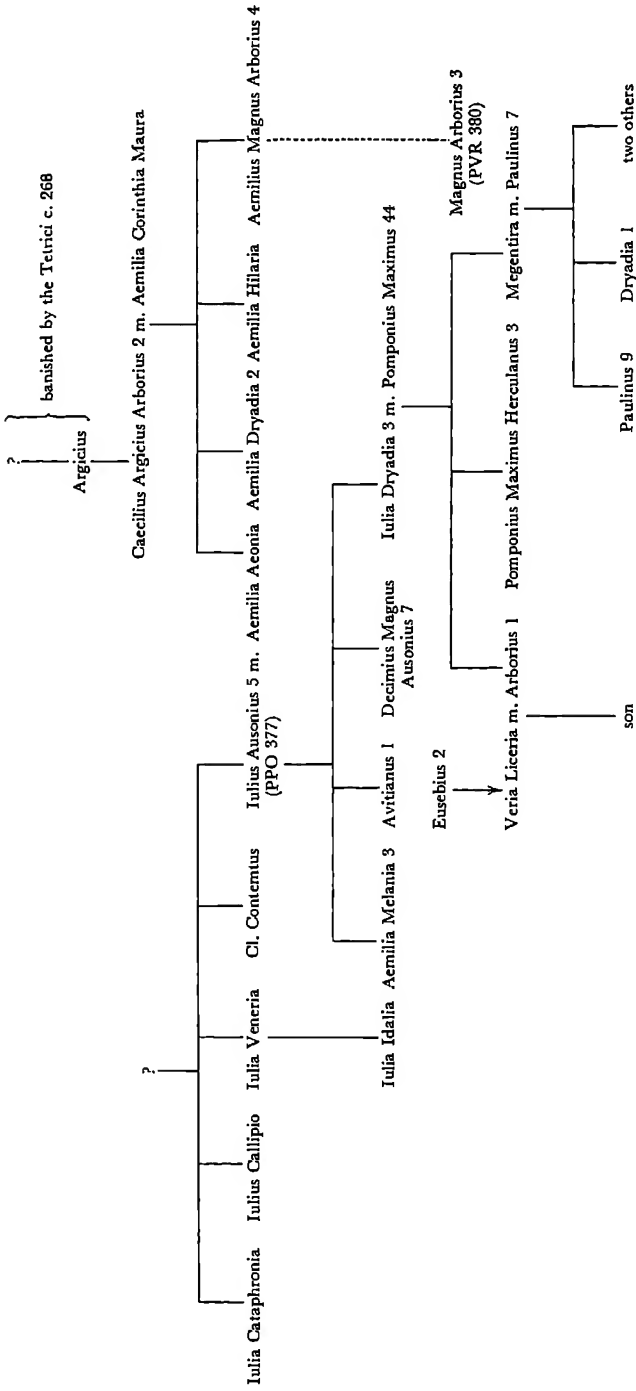 ?
Argicius
banished by the Tetrici c. 268
Caecilius Argicius Arborius 2 m. Aemilia Corinthia Maura
?
Iulia Cataphronia Iulius Callipio Iulia Veneria Cl. Contemtus Iulius Ausonius 5 m. Aemilia Aeonia Aemilia Dryadia 2 Aemilia Hilaria Aemilius Magnus Arborius 4
(PPO 377)
Iulia Idalia Aemilia Melania 3 Avitianus 1 Decimius Magnus Iulia Dryadia 3 m. Pomponius Maximus 44
Ausonius 7
Magnus Arborius 3
(PVR 380)
Eusebius 2
Veria Liceria m. Arborius 1 Pomponius Maximus Herculanus 3 Megentira m. Paulinus 7
son
Paulinus 9 Dryadia 1 two others